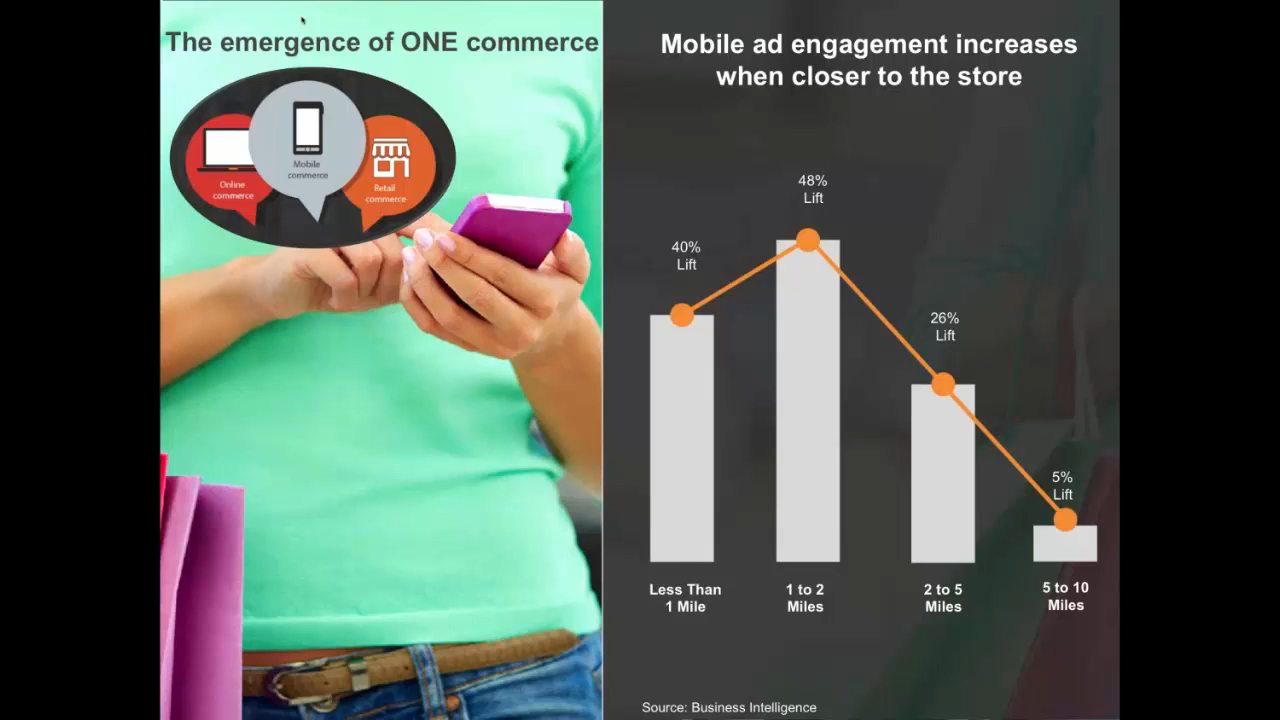 The emergence of ONE commerce
Online
commerce
Mobile
commerce
Retail
commerce
Mobile ad engagement increases
when closer to the store
40%
Lift
48%
Lift
26%
Lift
5%
Lift
Less Than
1 Mile
1 to 2
Miles
2 to 5
Miles
5 to 10
Miles
Source: Business Intelligence